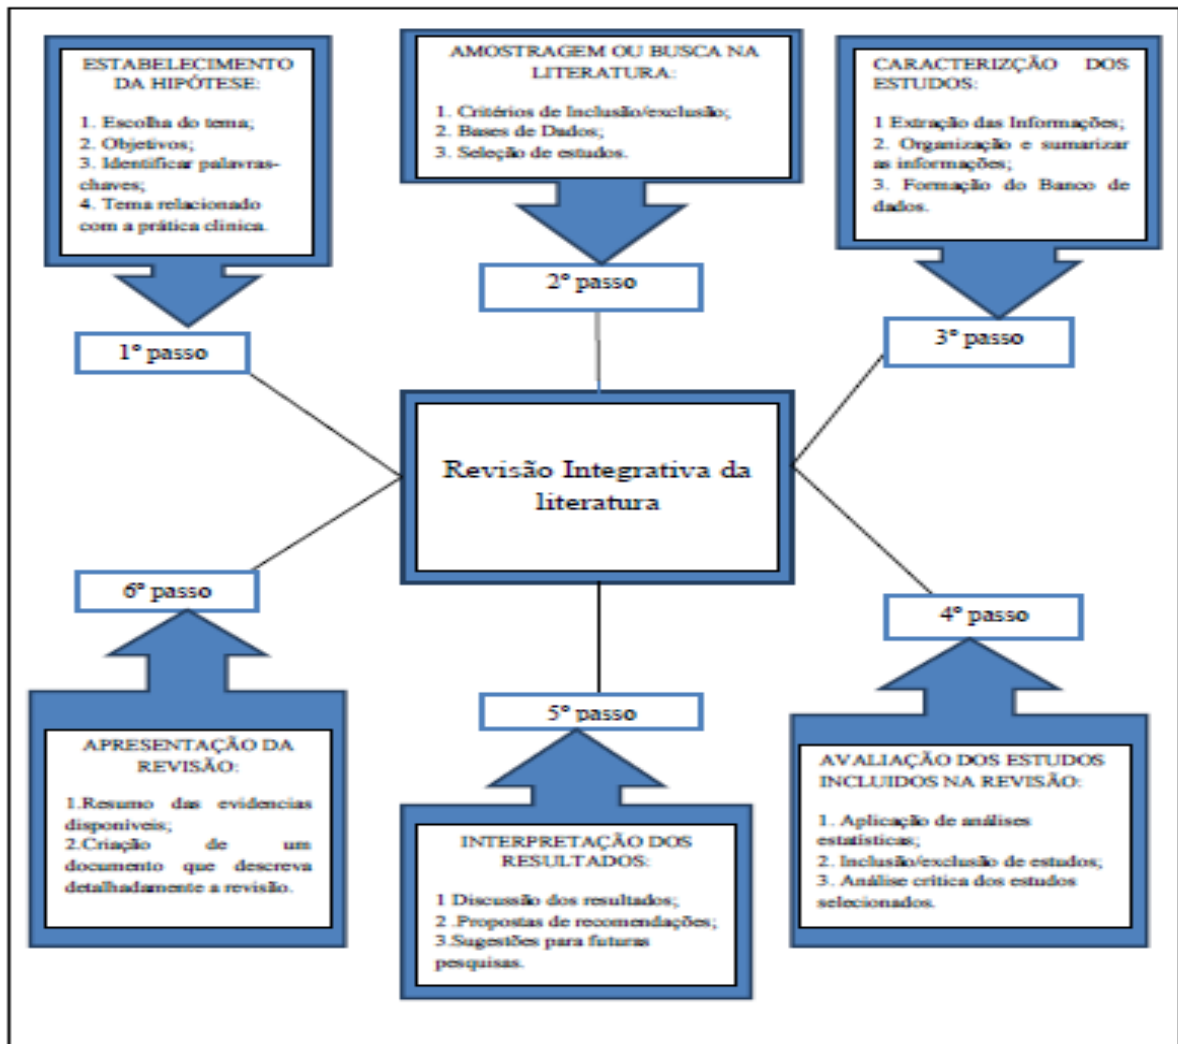 ESTABELECIMENTO
DA HIPÓTESE:
1. Escolha do tema;
2. Objetivos;
3. Identificar palavras-
chaves;
4. Tema relacionado
com a prática clinica.
1º passo
AMOSTRAGEM OU BUSCA NA
LITERATURA:
1. Critérios de Inclusão/exclusão;
2. Bases de Dados;
3. Seleção de estudos.
2º passo
CARACTERIZÇÃO DOS
ESTUDOS:
1 Extração das Informações;
2. Organização e sumarizar
as informações;
3. Formação do Banco de
dados.
3º passo
Revisão Integrativa da
literatura
6º passo
APRESENTAÇÃO DA
REVISÃO:
1.Resumo das evidencias
disponíveis;
2.Criação de um
documento que descreva
detalhadamente a revisão.
5º passo
INTERPRETAÇÃO DOS
RESULTADOS:
1 Discussão dos resultados;
2 .Propostas de recomendações;
3.Sugestões para futuras
pesquisas.
4º passo
AVALIAÇÃO DOS ESTUDOS
INCLUIDOS NA REVISÃO:
1. Aplicação de análises
estatísticas;
2. Inclusão/exclusão de estudos;
3. Análise crítica dos estudos
selecionados.